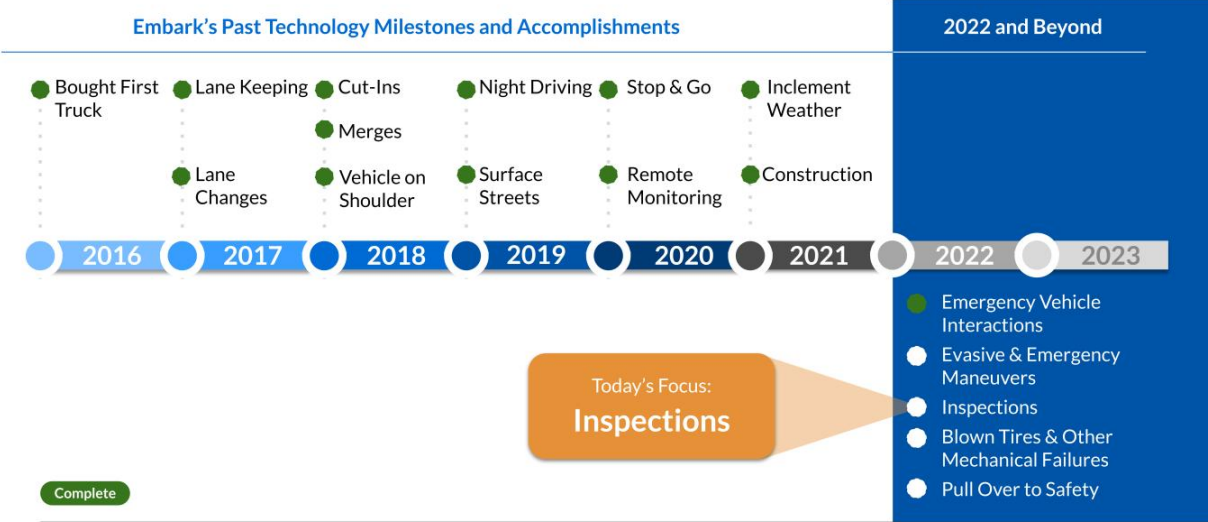 Embark's Past Technology Milestones and Accomplishments
2022 and Beyond
Bought First
Truck
Lane Keeping
Lane
Changes
Cut-Ins
Merges
Vehicle on
Shoulder
Night Driving
Surface
Streets
Stop & Go
Remote
Monitoring
Inclement
Weather
Construction
2016
2017
2018
2019
2020
2021
2022
2023
Emergency Vehicle
Interactions
Evasive & Emergency
Maneuvers
Inspections
Blown Tires & Other
Mechanical Failures
Pull Over to Safety
Today's Focus:
Inspections
Complete